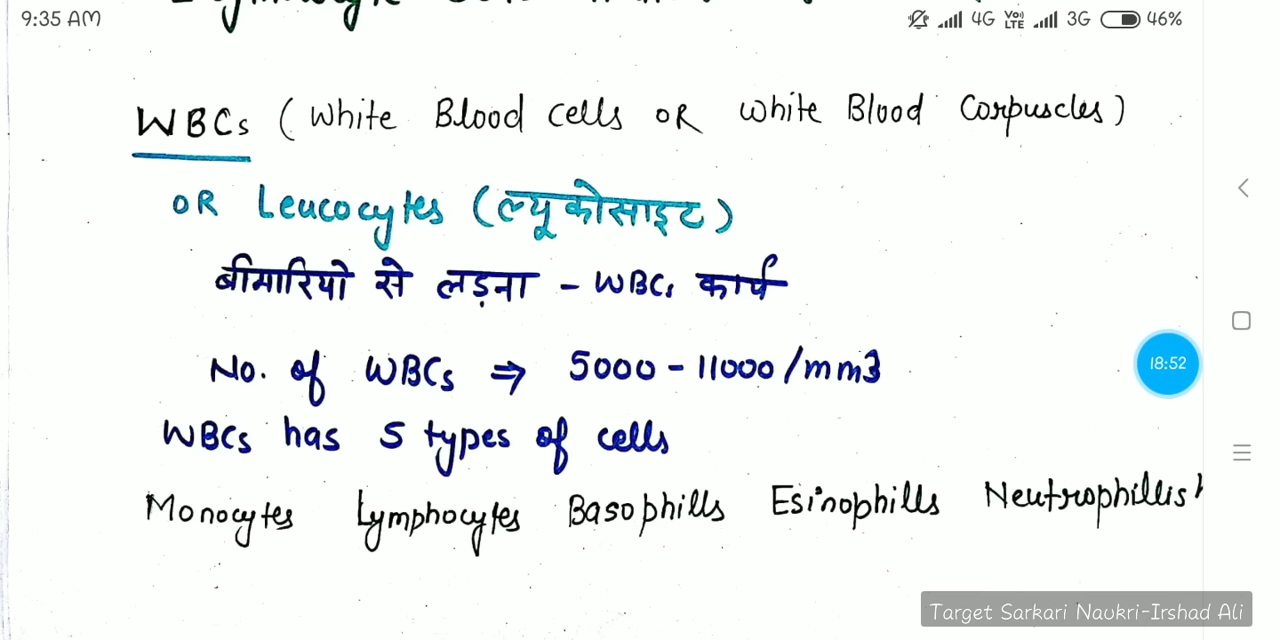 9:35 AM 4G VoLTE 3G 46%
WBCs (White Blood cells OR White Blood Corpuscles)
OR Leucocytes (ल्यूकोसाइट)
बीमारियो से लड़ना - WBCs कार्य
No. of WBCs ⇒ 5000-11000/mm3
18:52
WBCs has 5 types of cells
Monocytes Lymphocytes Basophills Esinophills Neutrophillis
Target Sarkari Naukri-Irshad Ali